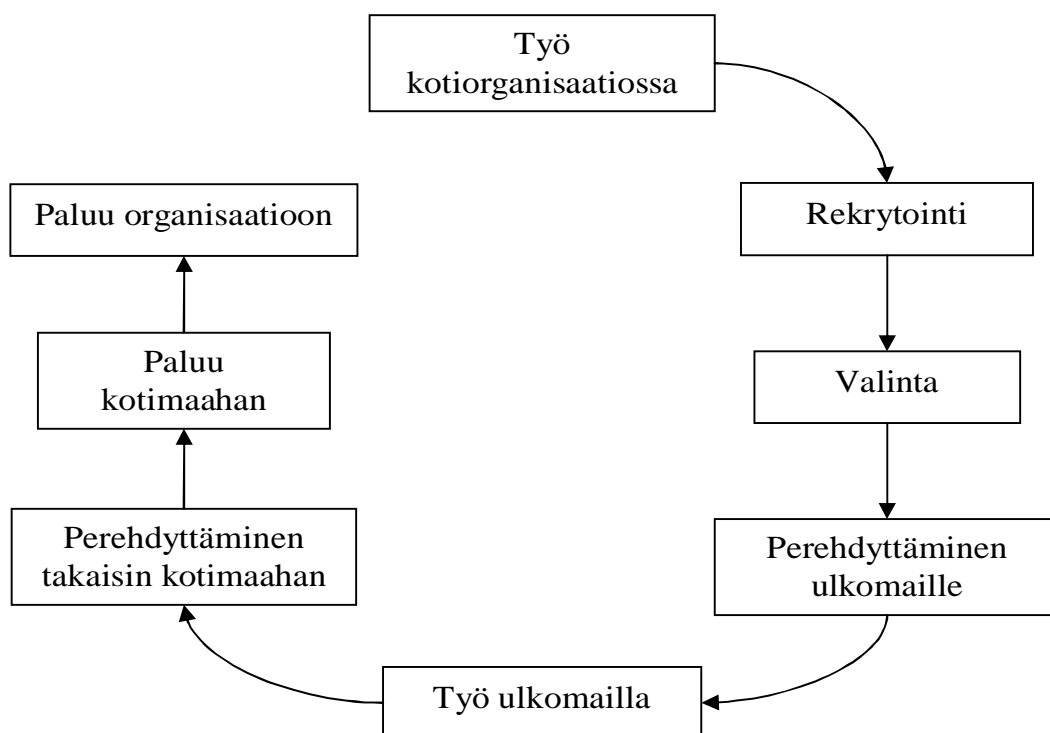 Työ
kotiorganisaatiossa
Rekrytointi
Valinta
Perehdyttäminen
ulkomaille
Työ ulkomailla
Perehdyttäminen
takaisin kotimaahan
Paluu
kotimaahan
Paluu organisaatioon